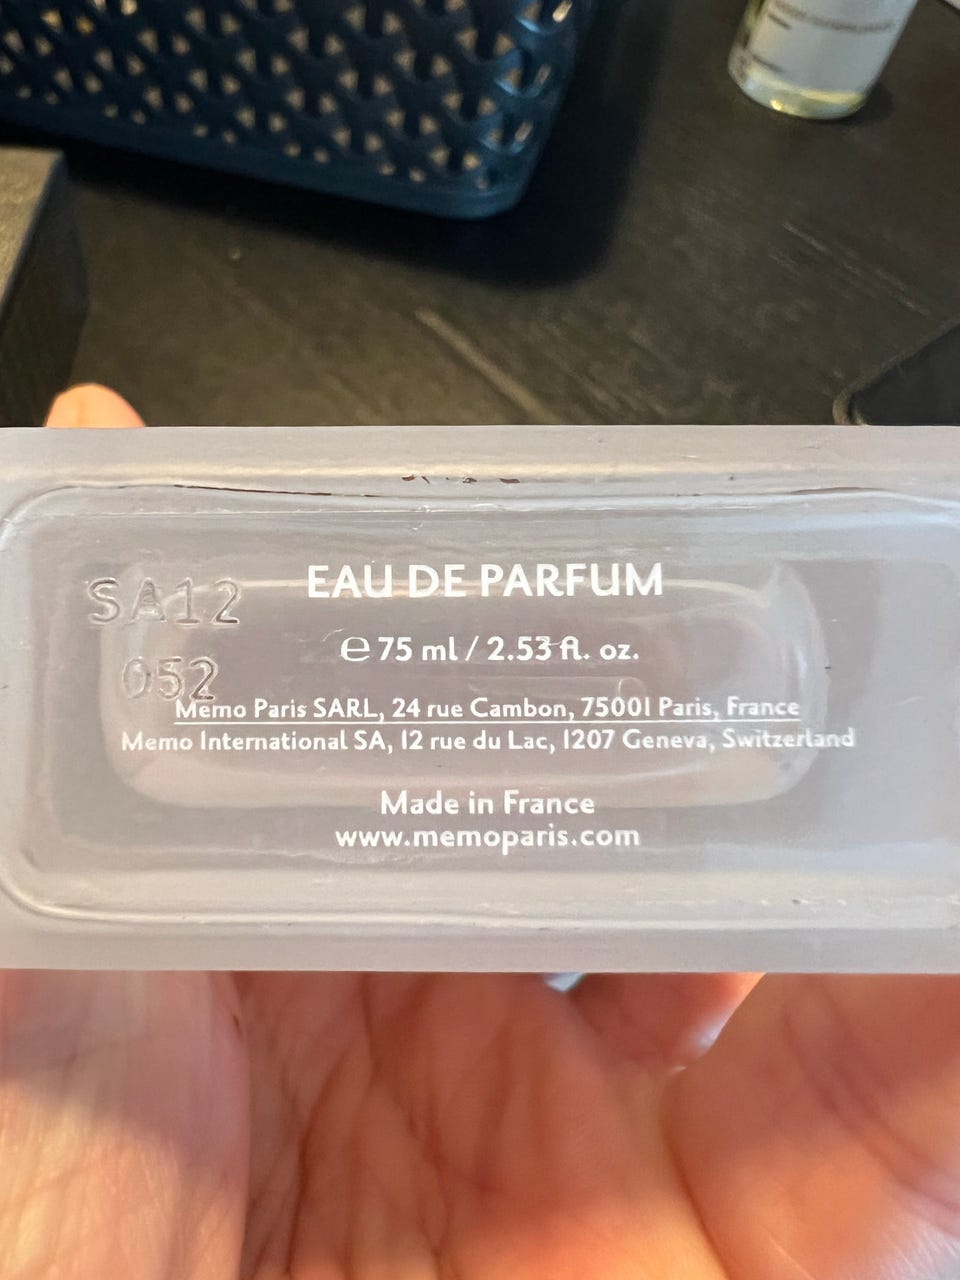 SA12
052
EAU DE PARFUM
℮ 75 ml / 2.53 fl. oz.
Memo Paris SARL, 24 rue Cambon, 75001 Paris, France
Memo International SA, 12 rue du Lac, 1207 Geneva, Switzerland
Made in France
www.memoparis.com